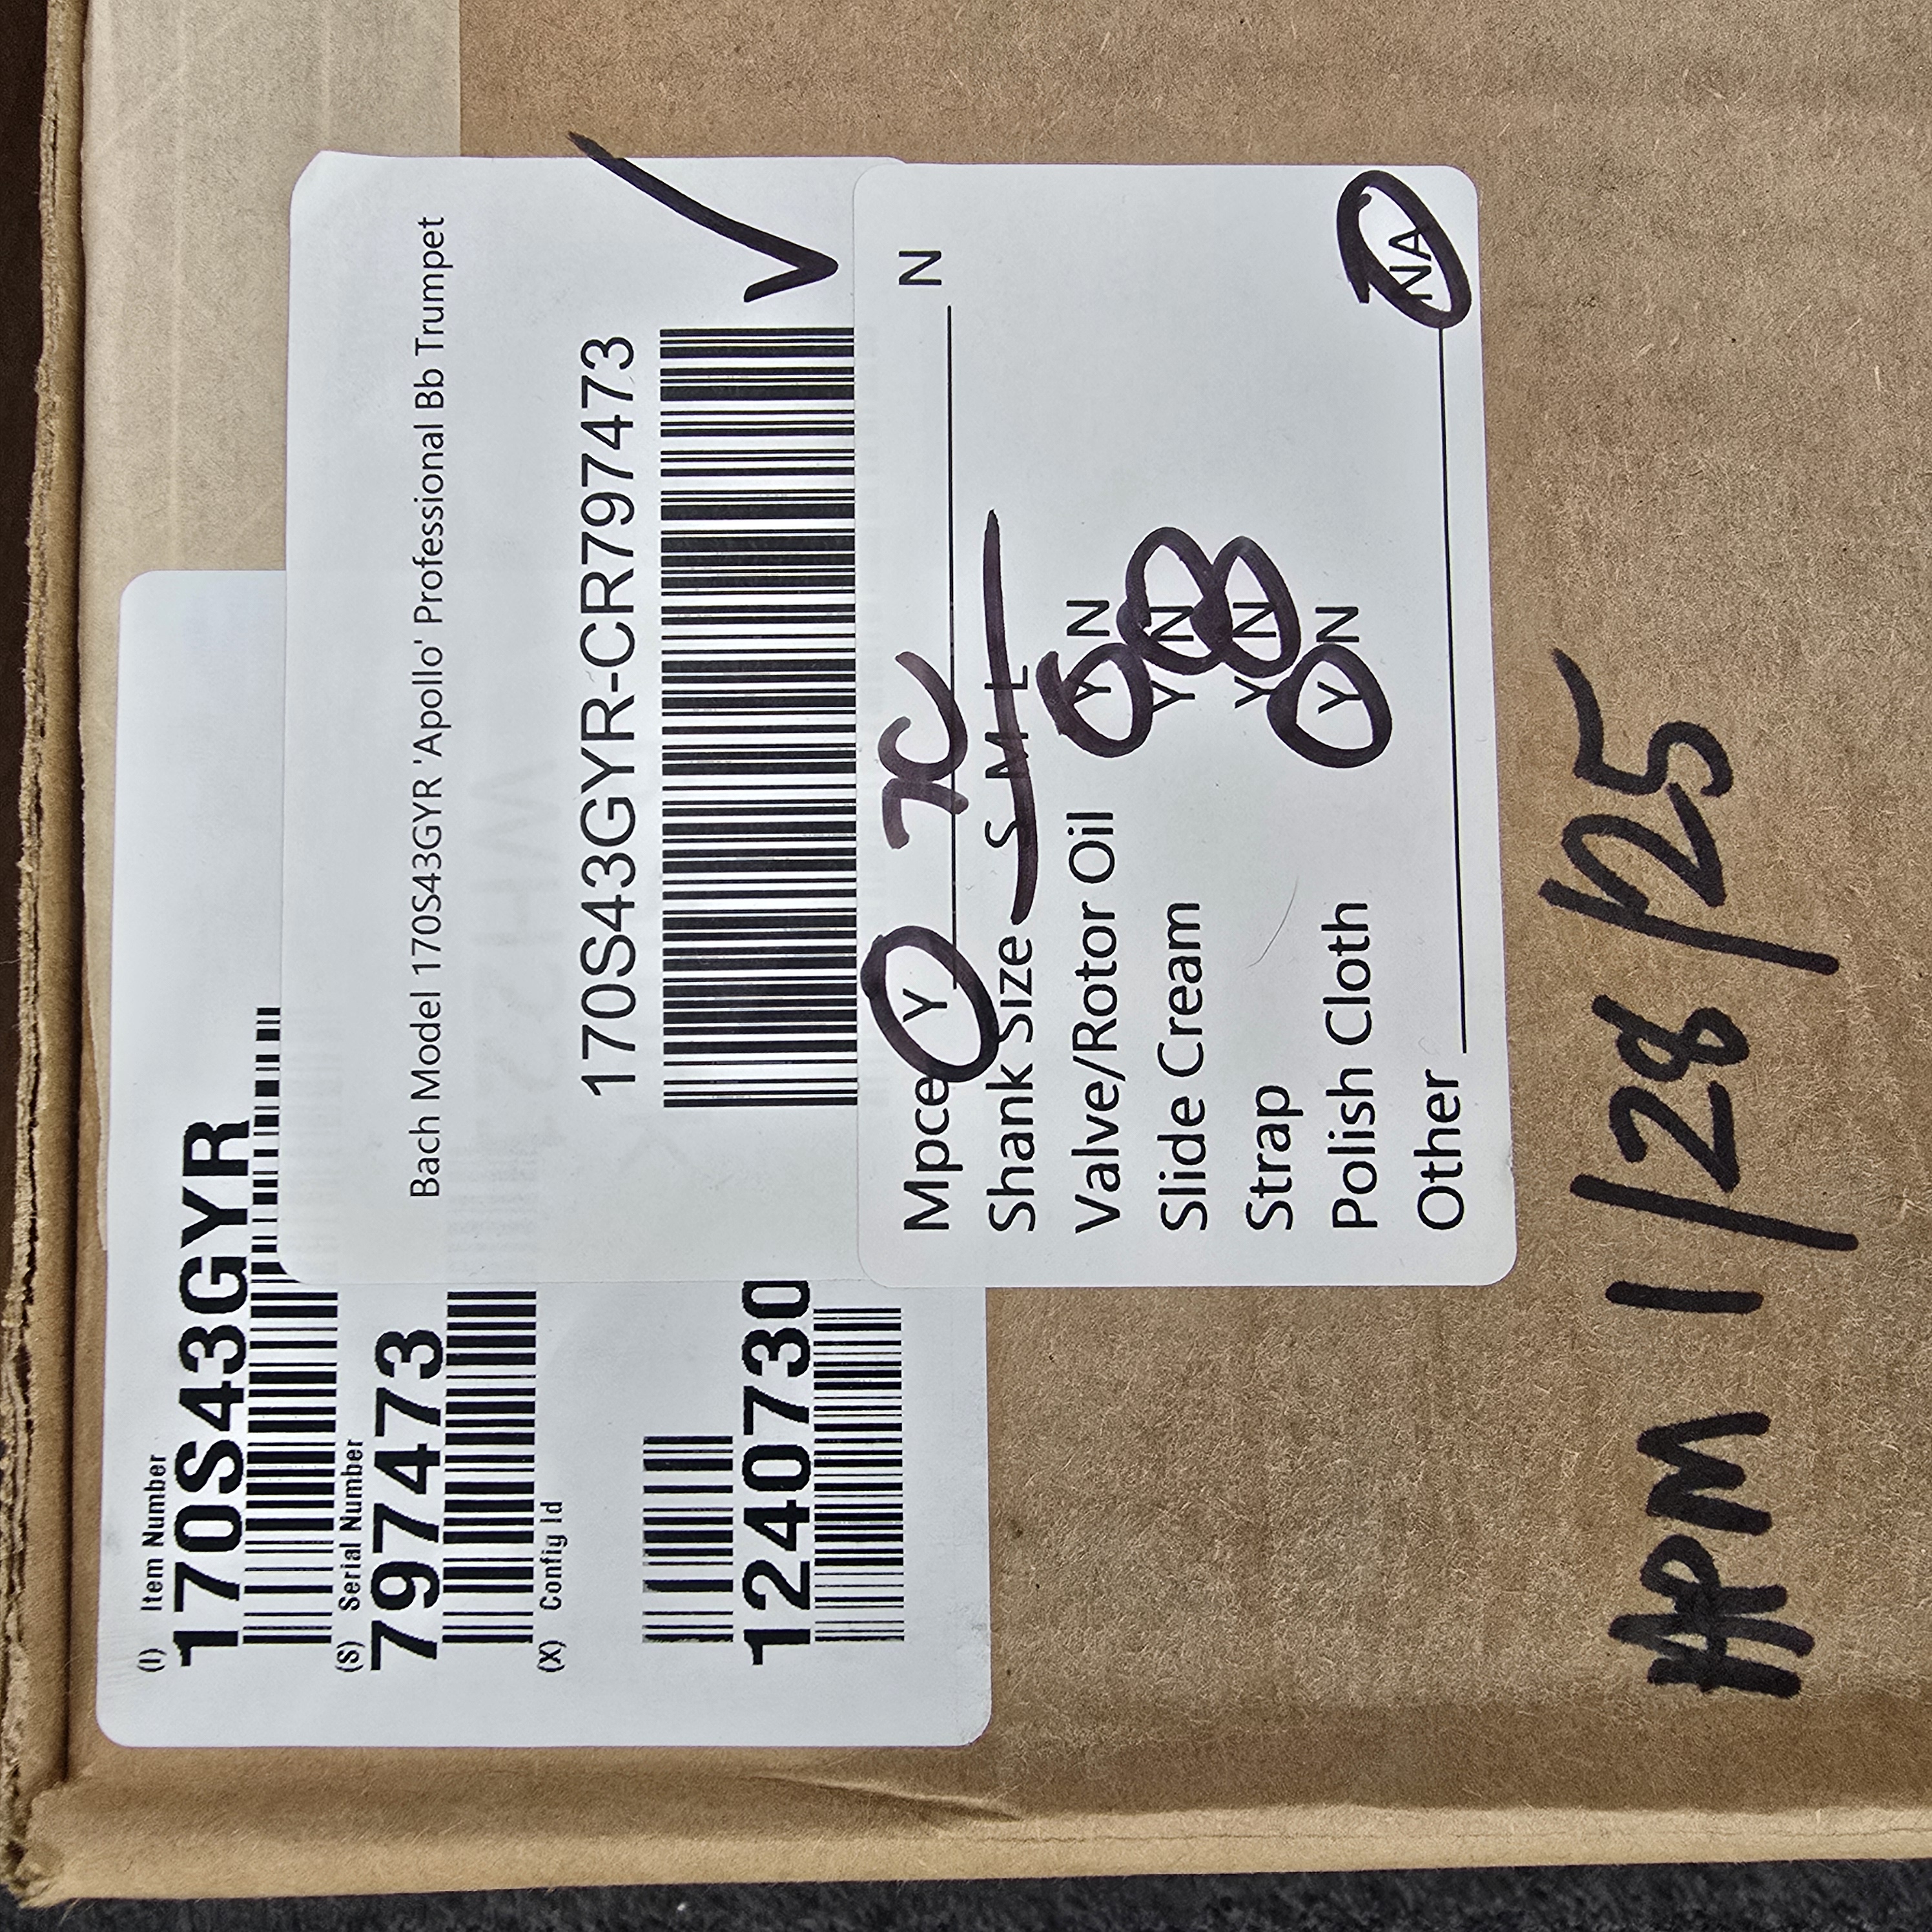 (I) Item Number
170S43GYR
(S) Serial Number
797473
(X) Config Id
1240730
Bach Model 170S43GYR 'Apollo' Professional Bb Trumpet
170S43GYR-CR797473
Mpce Y 7C N
Shank Size S M L
Valve/Rotor Oil Y N
Slide Cream Y N
Strap Y N
Polish Cloth Y N
Other NA
HPM 1/28/25